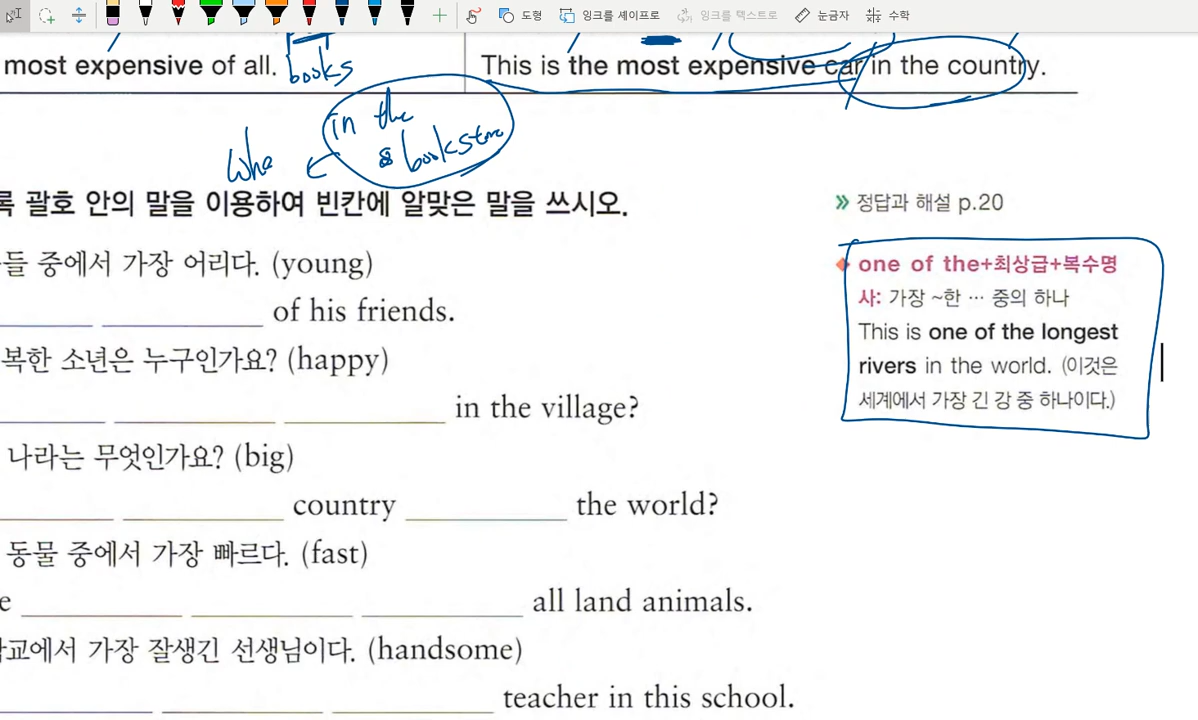 도형
잉크를 셰이프로
잉크를 텍스트로
눈금자
수학
most expensive of all.
books
This is the most expensive car in the country.
in the
bookstore
록 괄호 안의 말을 이용하여 빈칸에 알맞은 말을 쓰시오.
» 정답과 해설 p.20
들 중에서 가장 어리다. (young)
of his friends.
복한 소년은 누구인가요? (happy)
in the village?
나라는 무엇인가요? (big)
country the world?
동물 중에서 가장 빠르다. (fast)
e all land animals.
교에서 가장 잘생긴 선생님이다. (handsome)
teacher in this school.
one of the+최상급+복수명
사: 가장 ~한 … 중의 하나
This is one of the longest
rivers in the world. (이것은
세계에서 가장 긴 강 중 하나이다.)